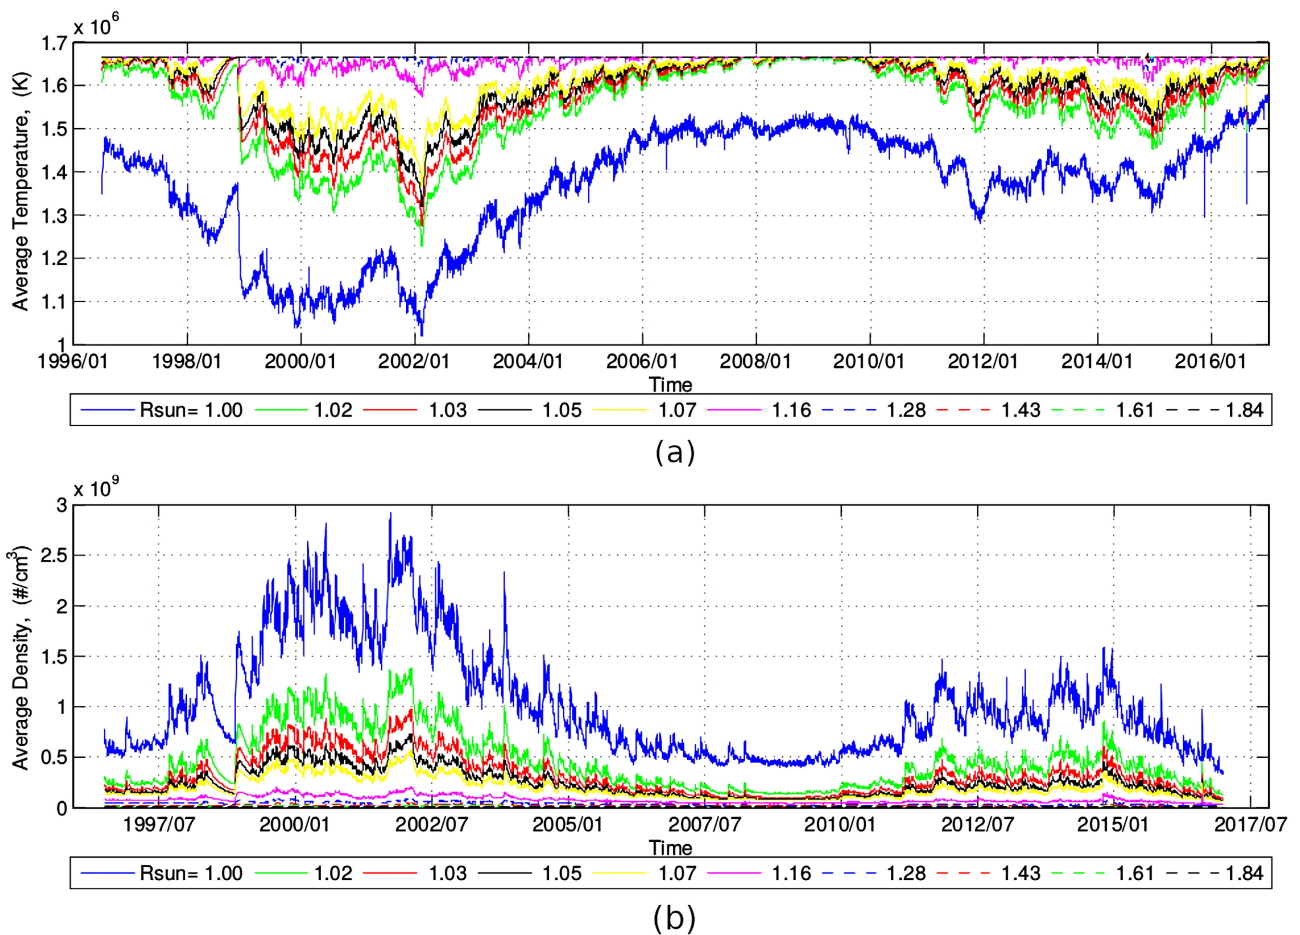 x 10^6
1.7
1.6
1.5
1.4
1.3
1.2
1.1
1
Average Temperature, (K)
1996/01 1998/01 2000/01 2002/01 2004/01 2006/01 2008/01 2010/01 2012/01 2014/01 2016/01
Time
Rsun= 1.00 1.02 1.03 1.05 1.07 1.16 1.28 1.43 1.61 1.84
(a)
x 10^9
3
2.5
2
1.5
1
0.5
0
Average Density, (#/cm^3)
1997/07 2000/01 2002/07 2005/01 2007/07 2010/01 2012/07 2015/01 2017/07
Time
Rsun= 1.00 1.02 1.03 1.05 1.07 1.16 1.28 1.43 1.61 1.84
(b)